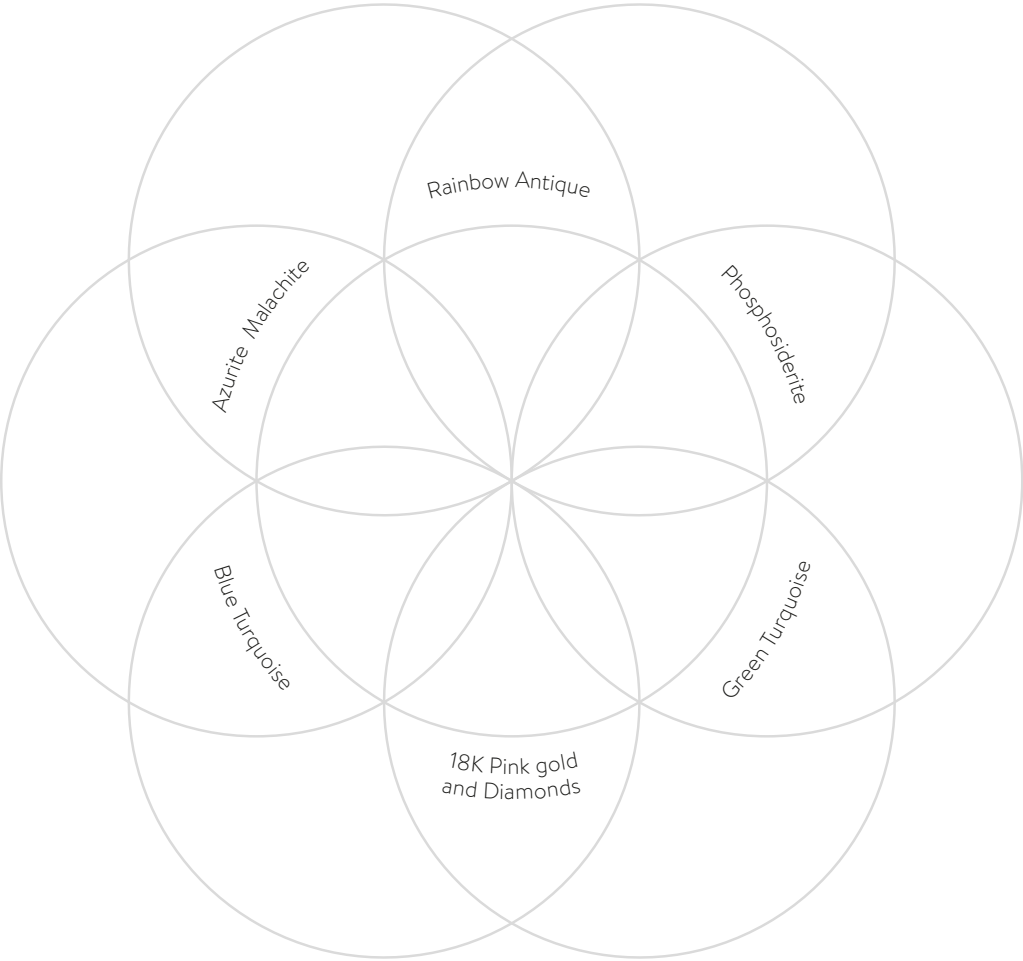 Rainbow Antique
Azurite Malachite
Phosphosiderite
Blue Turquoise
Green Turquoise
18K Pink gold
and Diamonds